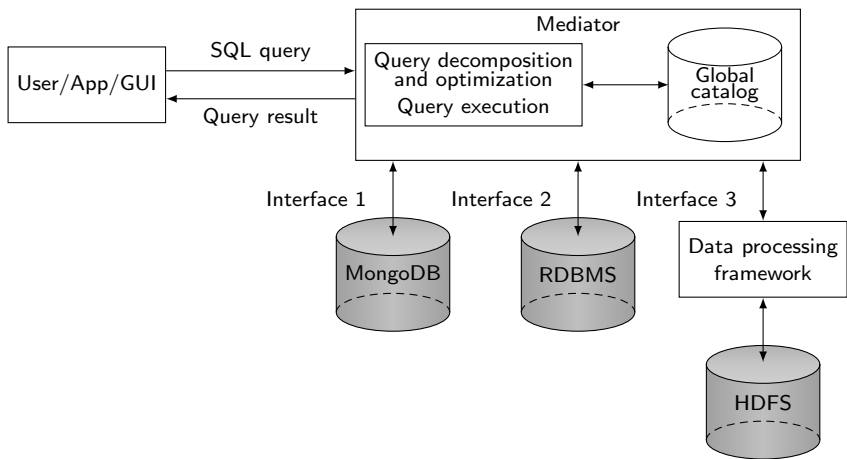 Mediator
SQL query
User/App/GUI
Query result
Query decomposition
and optimization
Query execution
Global
catalog
Interface 1
Interface 2
Interface 3
MongoDB
RDBMS
Data processing
framework
HDFS